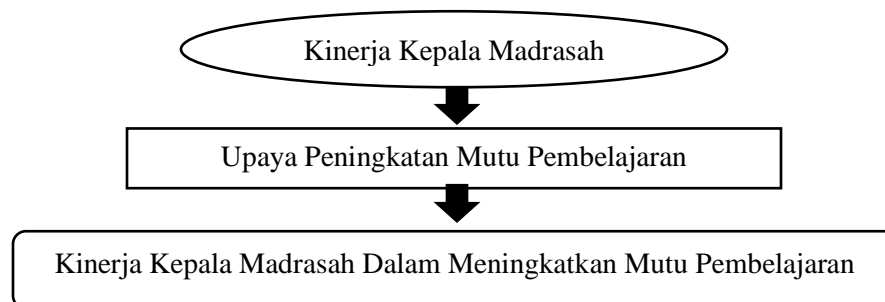 Kinerja Kepala Madrasah
Upaya Peningkatan Mutu Pembelajaran
Kinerja Kepala Madrasah Dalam Meningkatkan Mutu Pembelajaran